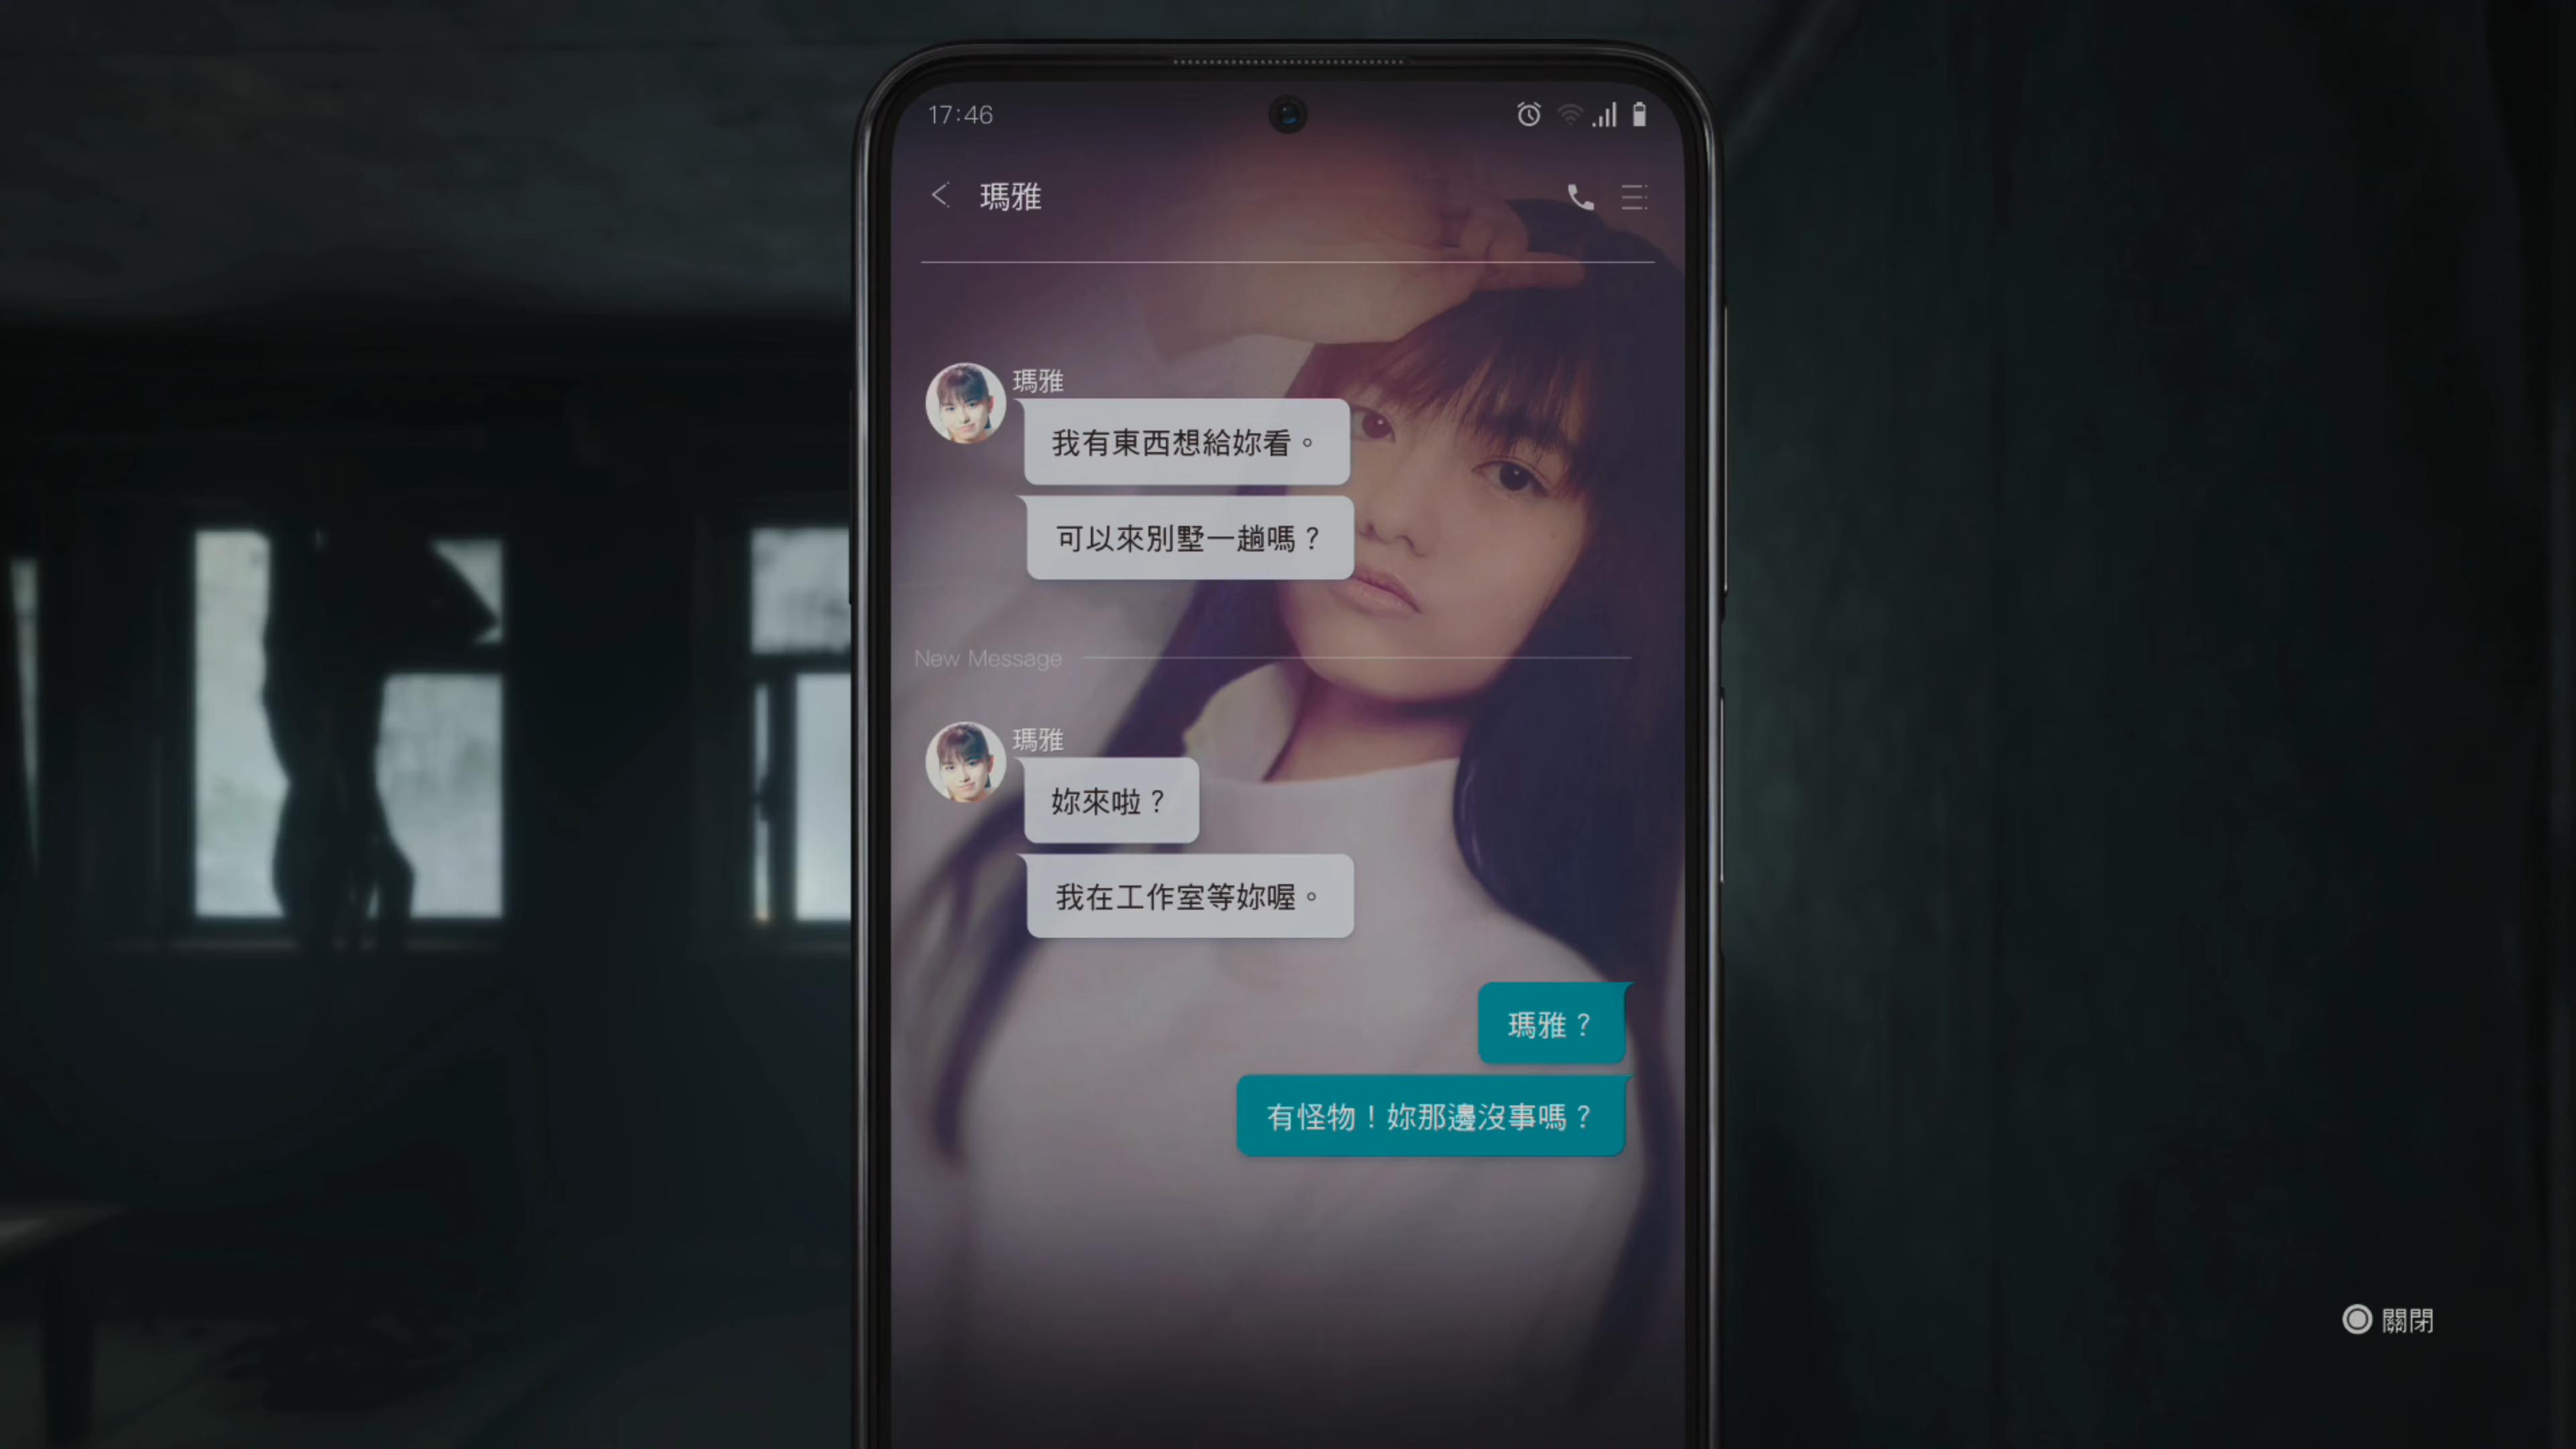 17:46
瑪雅
瑪雅
我有東西想給妳看。
可以來別墅一趟嗎？
New Message
瑪雅
妳來啦？
我在工作室等妳喔。
瑪雅？
有怪物！妳那邊沒事嗎？
關閉